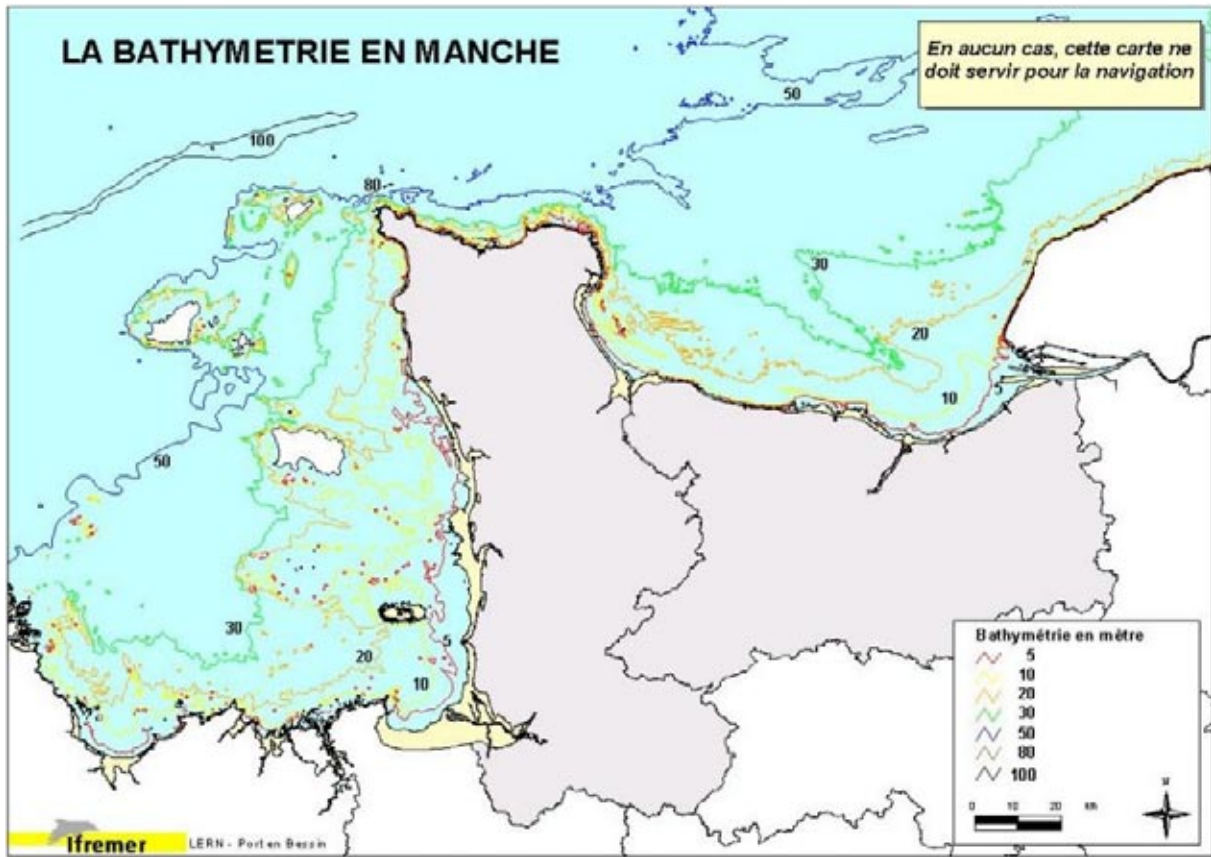 LA BATHYMETRIE EN MANCHE
En aucun cas, cette carte ne
doit servir pour la navigation
50
100
80
30
20
10
5
50
30
20
10
5
Bathymétrie en mètre
5
10
20
30
50
80
100
0 10 20 Km
N
Ifremer
LERN - Port en Bessin